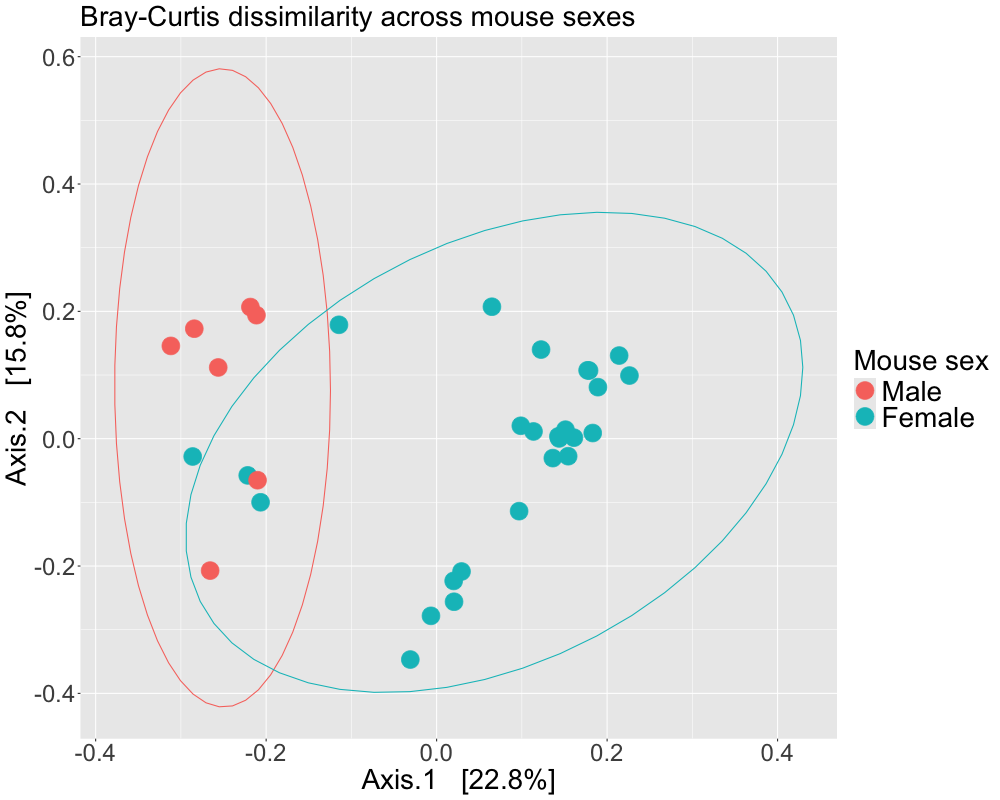 Bray-Curtis dissimilarity across mouse sexes
0.6
0.4
0.2
0.0
-0.2
-0.4
Axis.2 [15.8%]
-0.4
-0.2
0.0
0.2
0.4
Axis.1 [22.8%]
Mouse sex
Male
Female